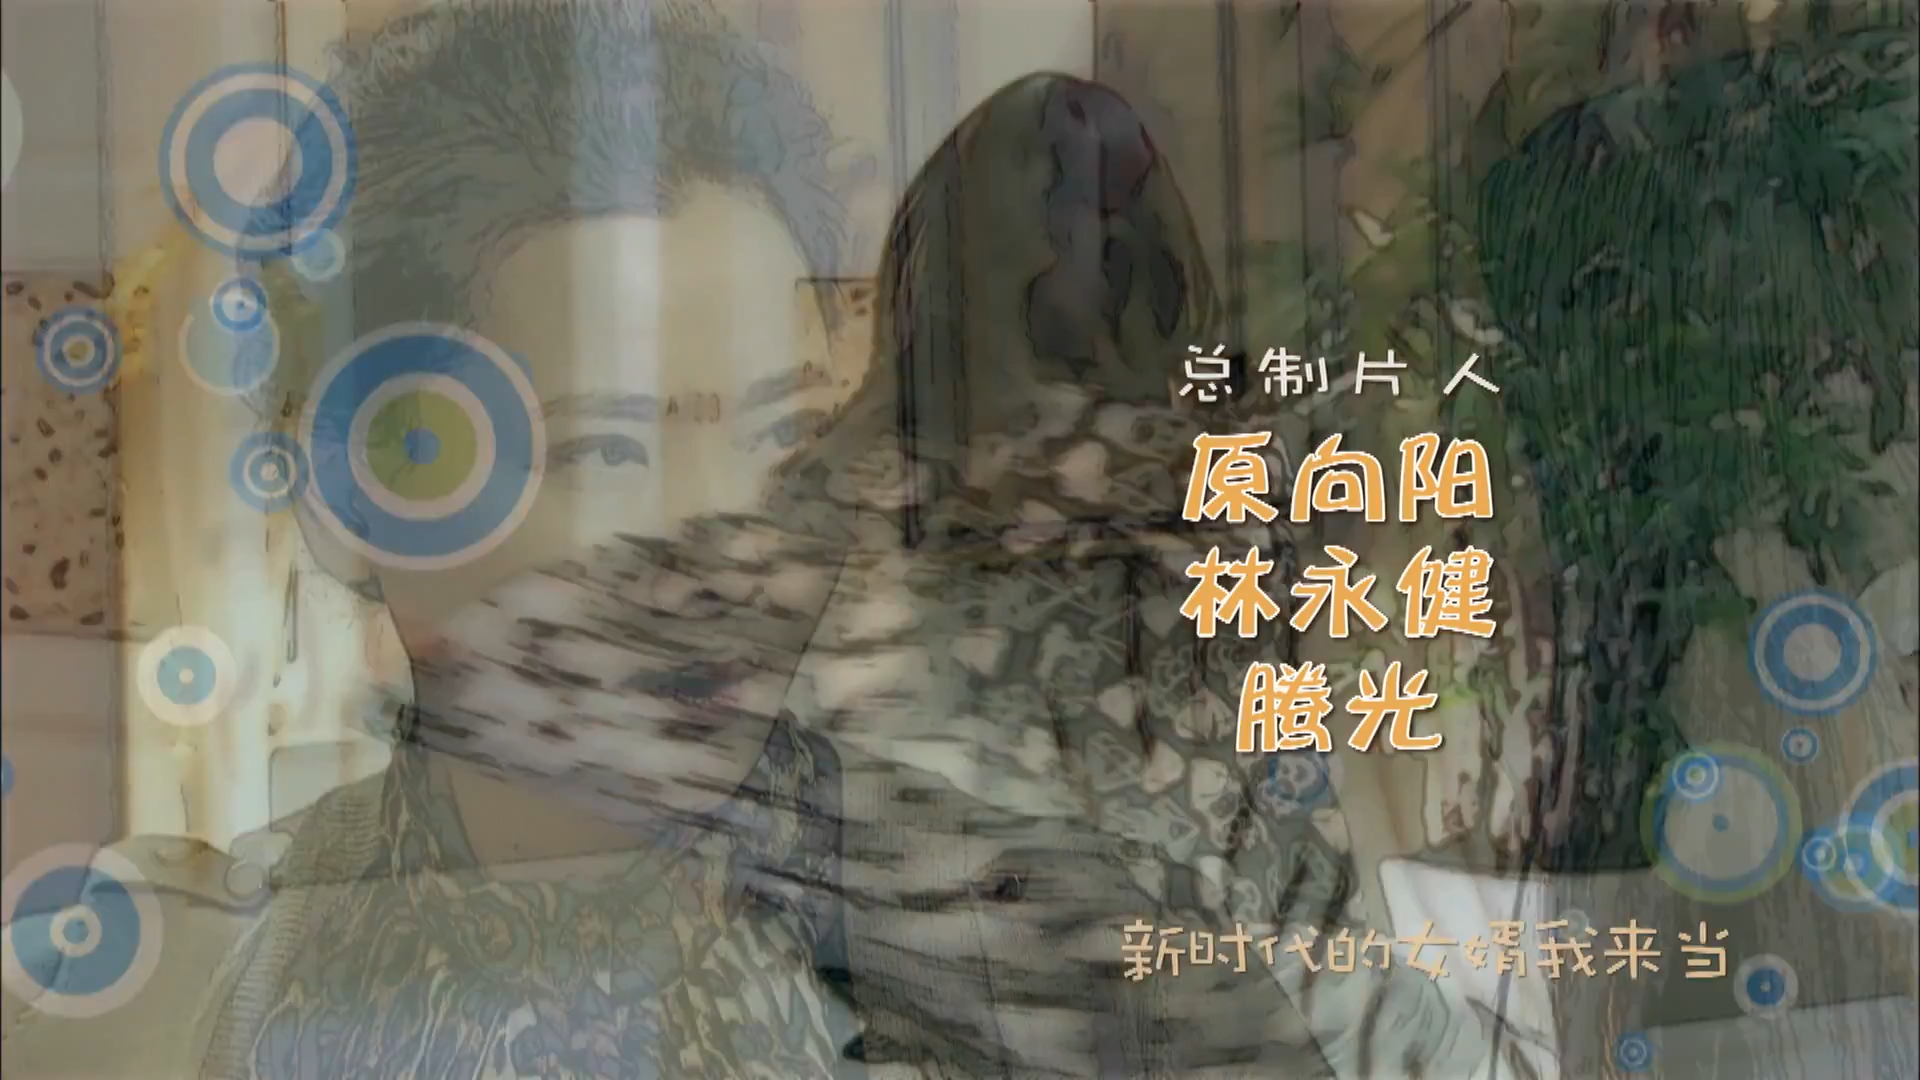 总制片人
原向阳
林永健
腾光
新时代的女婿我来当